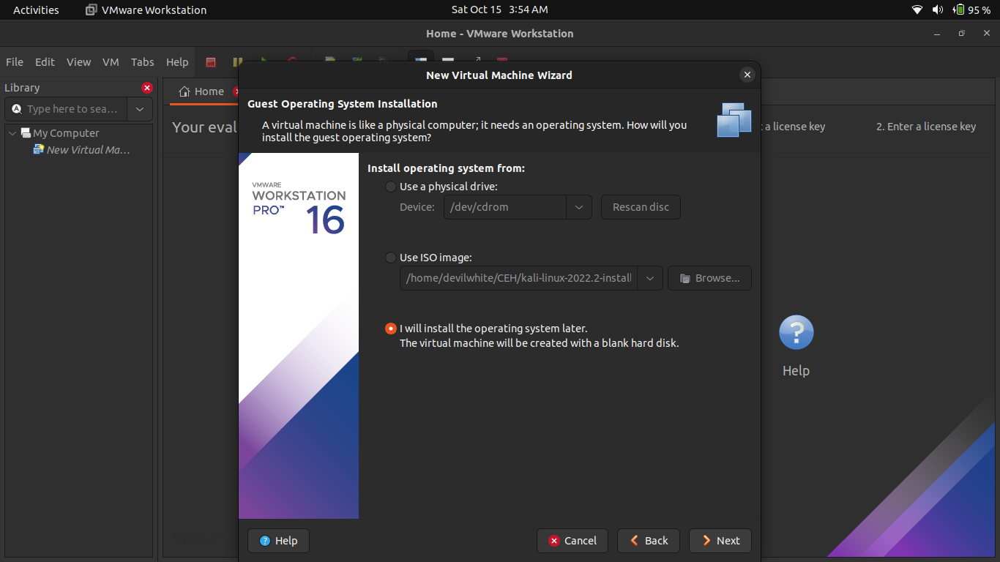 Activities VMware Workstation Sat Oct 15 3:54 AM 95 %
Home - VMware Workstation
File Edit View VM Tabs Help
Library
Type here to sea...
My Computer
New Virtual Ma...
Home
Your eval
t a license key
2. Enter a license key
Help
New Virtual Machine Wizard
Guest Operating System Installation
A virtual machine is like a physical computer; it needs an operating system. How will you
install the guest operating system?
VMWARE
WORKSTATION
PRO™ 16
Install operating system from:
Use a physical drive:
Device: /dev/cdrom Rescan disc
Use ISO image:
/home/devilwhite/CEH/kali-linux-2022.2-install Browse...
I will install the operating system later.
The virtual machine will be created with a blank hard disk.
Help Cancel Back Next